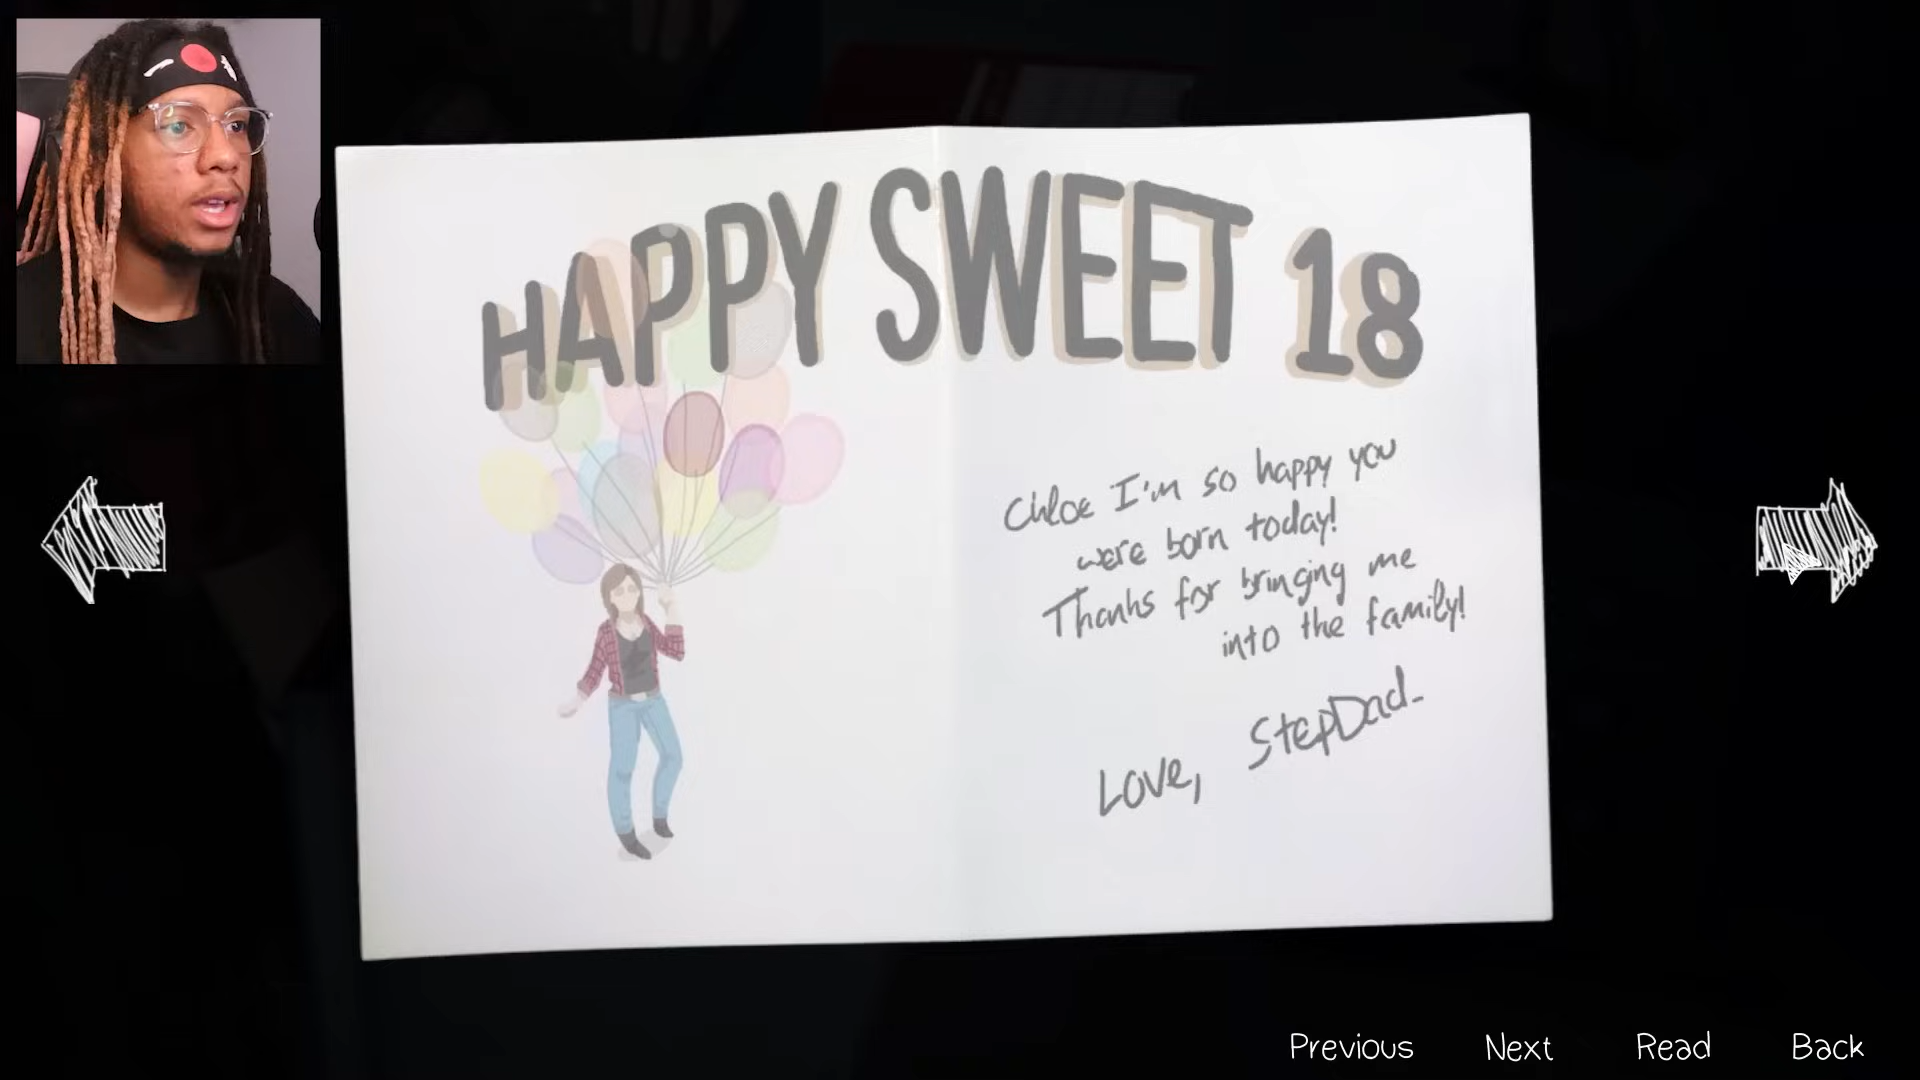 HAPPY SWEET 18
Chloe I'm so happy you
were born today!
Thanks for bringing me
into the family!
Love, StepDad-
Previous Next Read Back